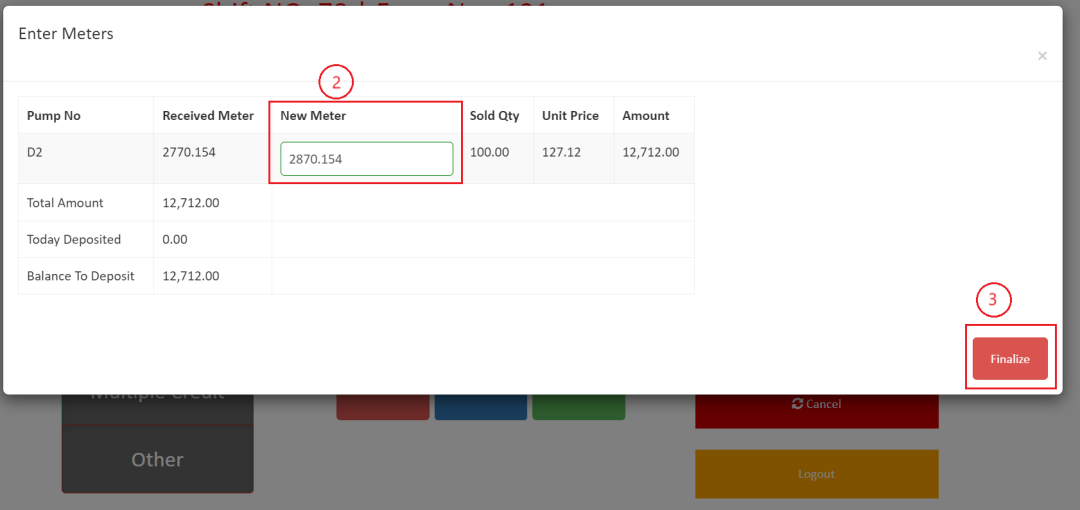 Enter Meters
×
2
Pump No Received Meter New Meter Sold Qty Unit Price Amount
D2 2770.154 2870.154 100.00 127.12 12,712.00
Total Amount 12,712.00
Today Deposited 0.00
Balance To Deposit 12,712.00
3
Finalize
Multiple Credit
Cancel
Other
Logout